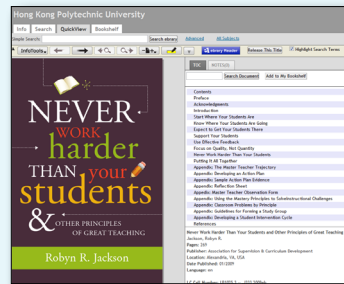 Hong Kong Polytechnic University
Info Search QuickView Bookshelf
Simple Search: Search ebrary Advanced All Subjects
InfoTools ebrary Reader Release This Title Highlight Search Terms
TOC NOTES(0)
Search Document Add to My Bookshelf
Contents
Preface
Acknowledgments
Introduction
Start Where Your Students Are
Know Where Your Students Are Going
Expect to Get Your Students There
Support Your Students
Use Effective Feedback
Focus on Quality, Not Quantity
Never Work Harder Than Your Students
Putting It All Together
Appendix: The Master Teacher Trajectory
Appendix: Developing an Action Plan
Appendix: Sample Action Plan Evidence
Appendix: Reflection Sheet
Appendix: Master Teacher Observation Form
Appendix: Using the Mastery Principles to Solve Instructional Challenges
Appendix: Classroom Problems by Principle
Appendix: Guidelines for Forming a Study Group
Appendix: Developing a Student Intervention Cycle
References
Never Work Harder Than Your Students and Other Principles of Great Teaching
Jackson, Robyn R.
Publisher: Association for Supervision & Curriculum Development
Location: Alexandria, VA, USA
Date Published: 01/2009
Language: en
NEVER
WORK
harder
THAN your
students
& OTHER PRINCIPLES
OF GREAT TEACHING
Robyn R. Jackson